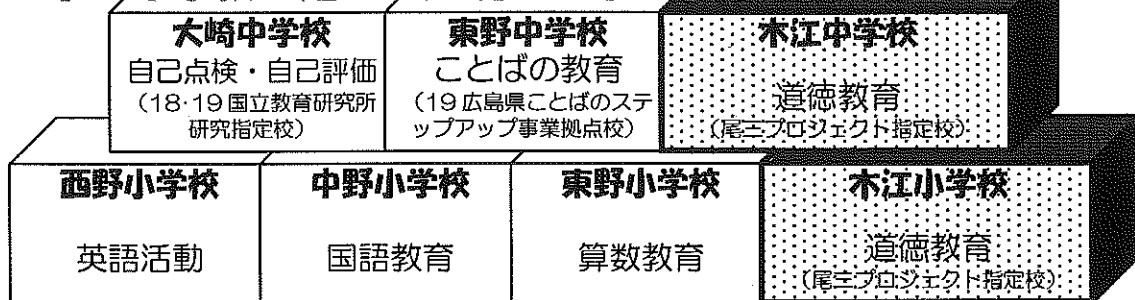 大崎中学校
自己点検・自己評価
(18・19国立教育研究所
研究指定校)
東野中学校
ことばの教育
(19広島県ことばのステ
ップアップ事業拠点校)
木江中学校
道徳教育
(尾三プロジェクト指定校)
西野小学校
英語活動
中野小学校
国語教育
東野小学校
算数教育
木江小学校
道徳教育
(尾三プロジェクト指定校)